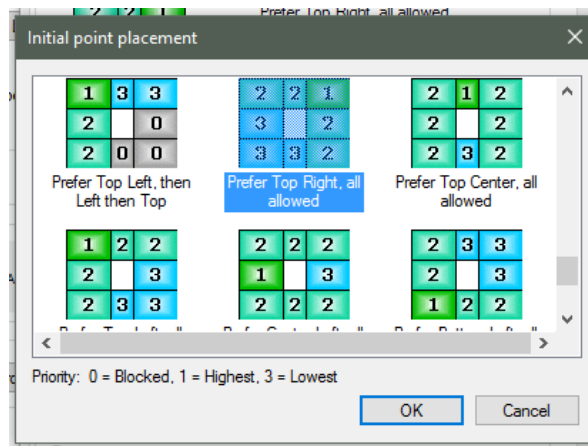 2 2 1
Prefer Top Right, all allowed
Initial point placement
1 3 3
2 0
2 0 0
Prefer Top Left, then
Left then Top
2 2 1
3 2
3 3 2
Prefer Top Right, all
allowed
2 1 2
2 2
2 3 2
Prefer Top Center, all
allowed
1 2 2
2 3
2 3 3
2 2 2
1 3
2 2 2
2 3 3
2 3
1 2 2
Priority: 0 = Blocked, 1 = Highest, 3 = Lowest
OK
Cancel